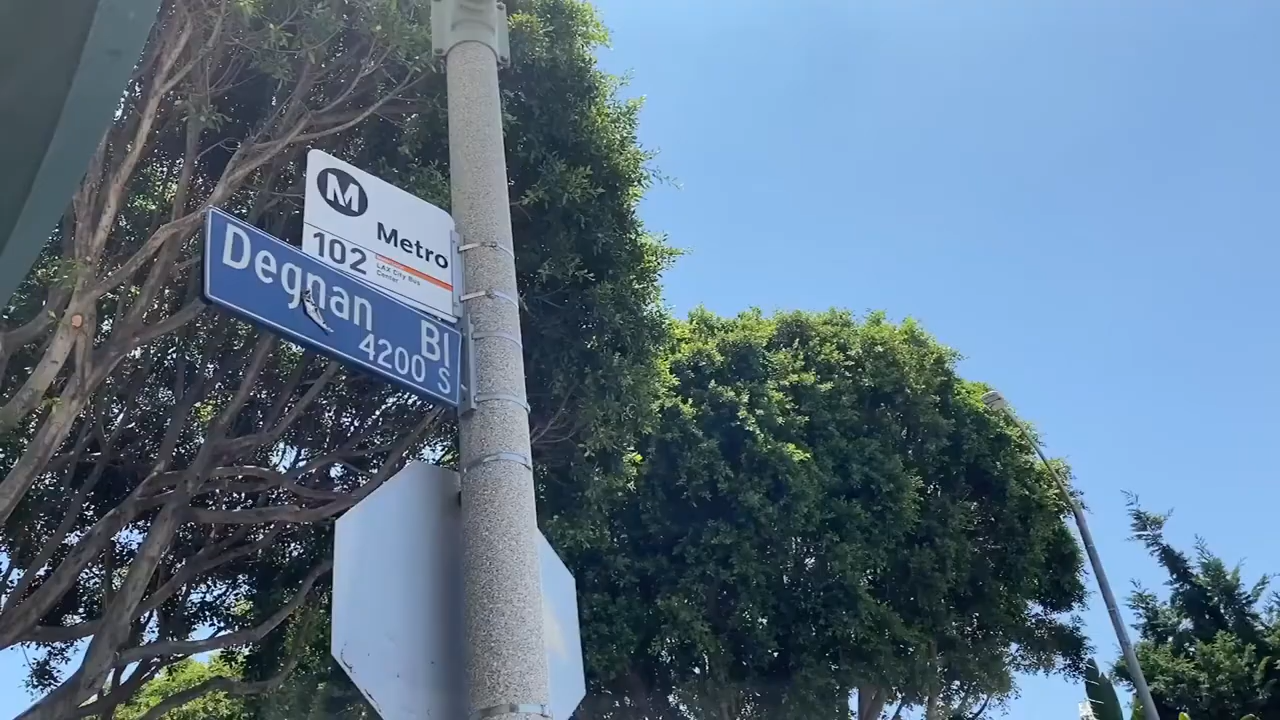 M
Metro
102
LAX City Bus
Center
Degnan Bl
4200 S